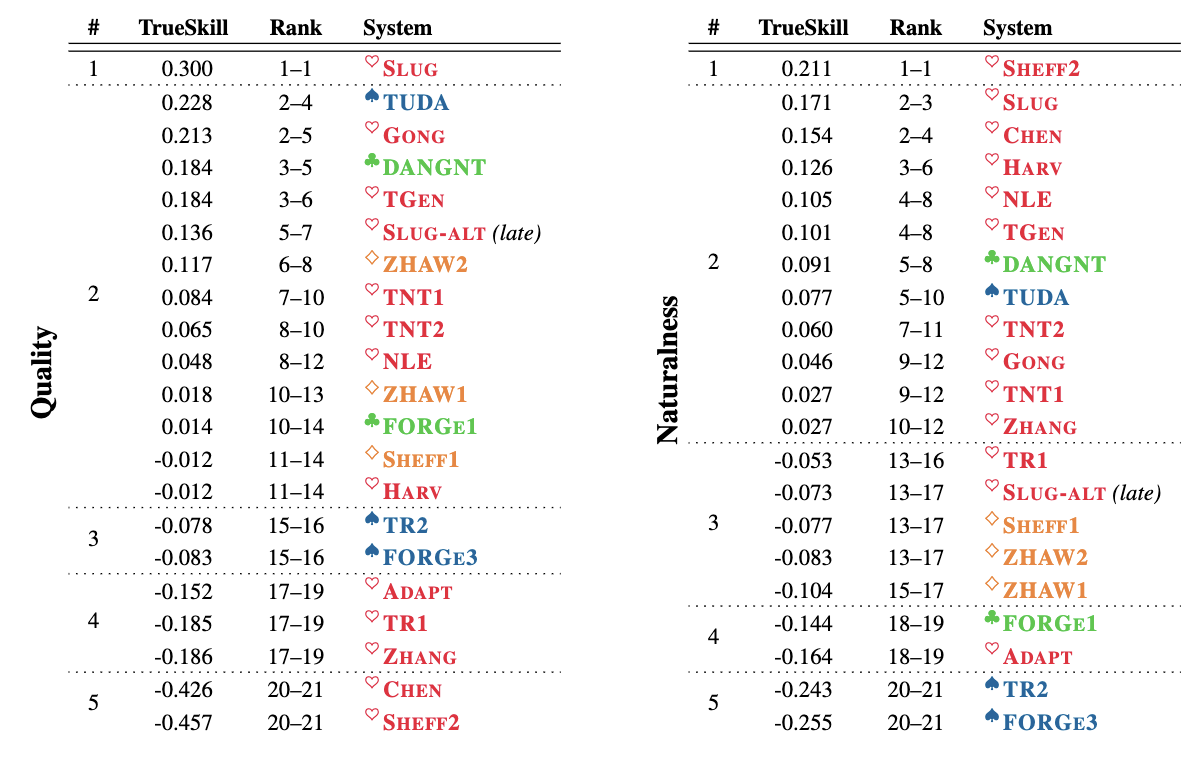 # TrueSkill Rank System
1 0.300 1–1 ♡SLUG
0.228 2–4 ♠TUDA
0.213 2–5 ♡GONG
0.184 3–5 ♣DANGNT
0.184 3–6 ♡TGEN
0.136 5–7 ♡SLUG-ALT (late)
0.117 6–8 ♢ZHAW2
2 0.084 7–10 ♡TNT1
0.065 8–10 ♡TNT2
0.048 8–12 ♡NLE
0.018 10–13 ♢ZHAW1
0.014 10–14 ♣FORGE1
-0.012 11–14 ♢SHEFF1
-0.012 11–14 ♡HARV
3 -0.078 15–16 ♠TR2
-0.083 15–16 ♠FORGE3
-0.152 17–19 ♡ADAPT
4 -0.185 17–19 ♡TR1
-0.186 17–19 ♡ZHANG
5 -0.426 20–21 ♡CHEN
-0.457 20–21 ♡SHEFF2
Quality
# TrueSkill Rank System
1 0.211 1–1 ♡SHEFF2
0.171 2–3 ♡SLUG
0.154 2–4 ♡CHEN
0.126 3–6 ♡HARV
0.105 4–8 ♡NLE
0.101 4–8 ♡TGEN
2 0.091 5–8 ♣DANGNT
0.077 5–10 ♠TUDA
0.060 7–11 ♡TNT2
0.046 9–12 ♡GONG
0.027 9–12 ♡TNT1
0.027 10–12 ♡ZHANG
-0.053 13–16 ♡TR1
-0.073 13–17 ♡SLUG-ALT (late)
3 -0.077 13–17 ♢SHEFF1
-0.083 13–17 ♢ZHAW2
-0.104 15–17 ♢ZHAW1
4 -0.144 18–19 ♣FORGE1
-0.164 18–19 ♡ADAPT
5 -0.243 20–21 ♠TR2
-0.255 20–21 ♠FORGE3
Naturalness